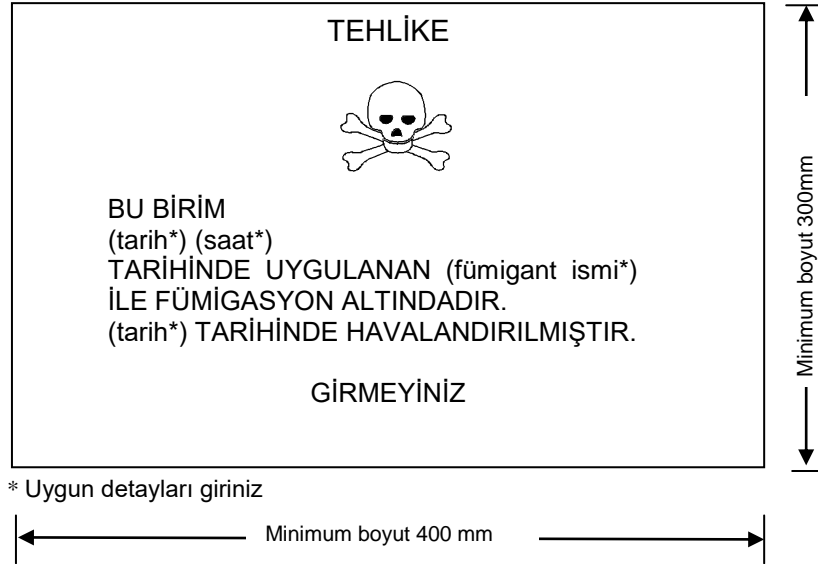 TEHLİKE
BU BİRİM
(tarih*) (saat*)
TARİHİNDE UYGULANAN (fümigant ismi*)
İLE FÜMİGASYON ALTINDADIR.
(tarih*) TARİHİNDE HAVALANDIRILMIŞTIR.
GİRMEYİNİZ
Minimum boyut 300mm
* Uygun detayları giriniz
Minimum boyut 400 mm